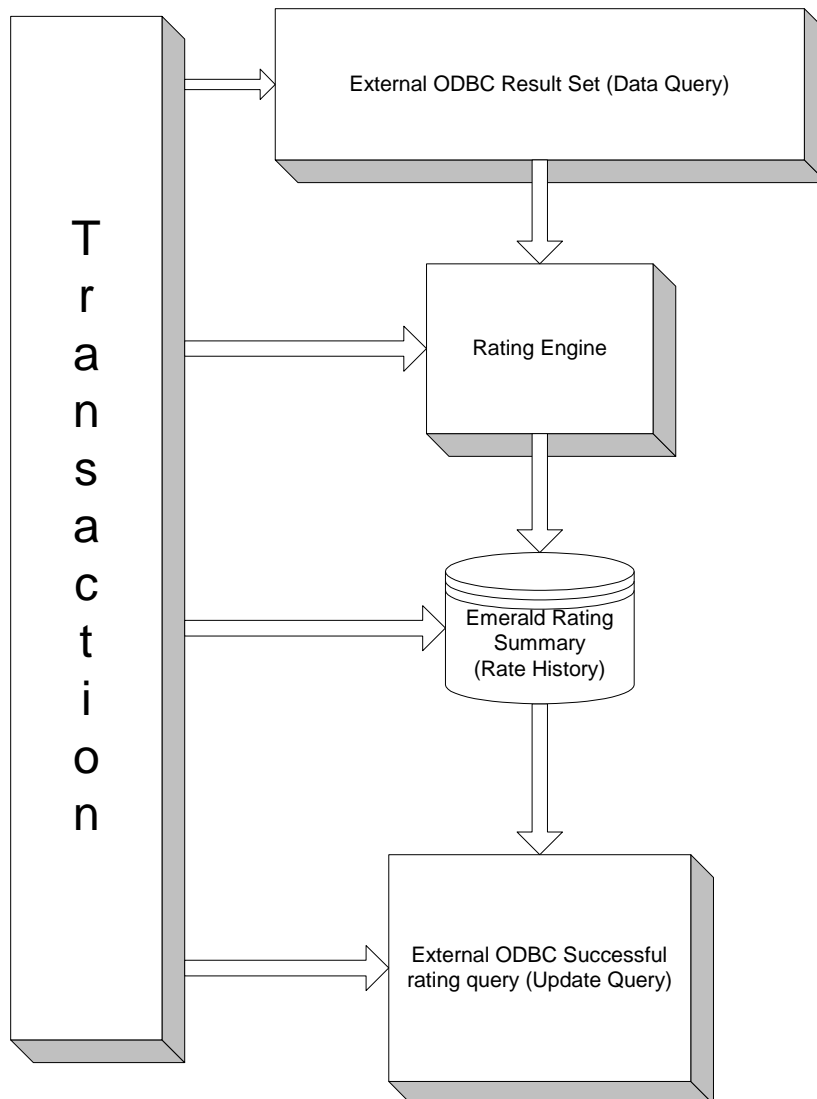 Transaction
External ODBC Result Set (Data Query)
Rating Engine
Emerald Rating
Summary
(Rate History)
External ODBC Successful
rating query (Update Query)